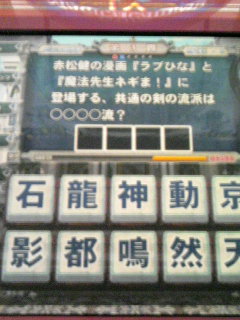 赤松健の漫画『ラブひな』と
『魔法先生ネギま！』に
登場する、共通の剣の流派は
○○○○流？
石 龍 神 動 京
影 都 鳴 然 天